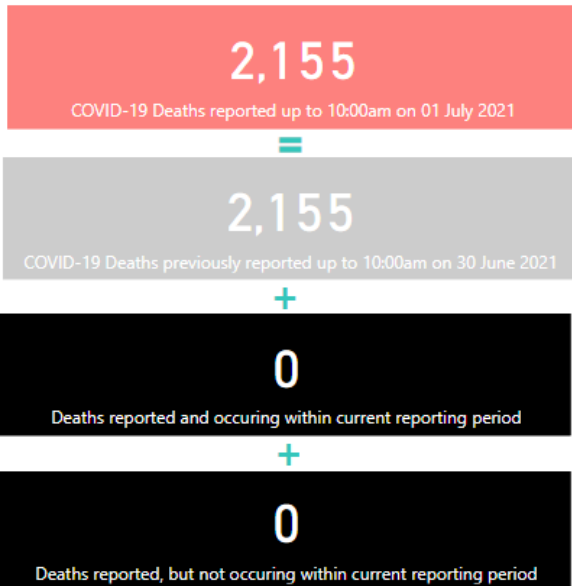 2,155
COVID-19 Deaths reported up to 10:00am on 01 July 2021
=
2,155
COVID-19 Deaths previously reported up to 10:00am on 30 June 2021
+
0
Deaths reported and occuring within current reporting period
+
0
Deaths reported, but not occuring within current reporting period